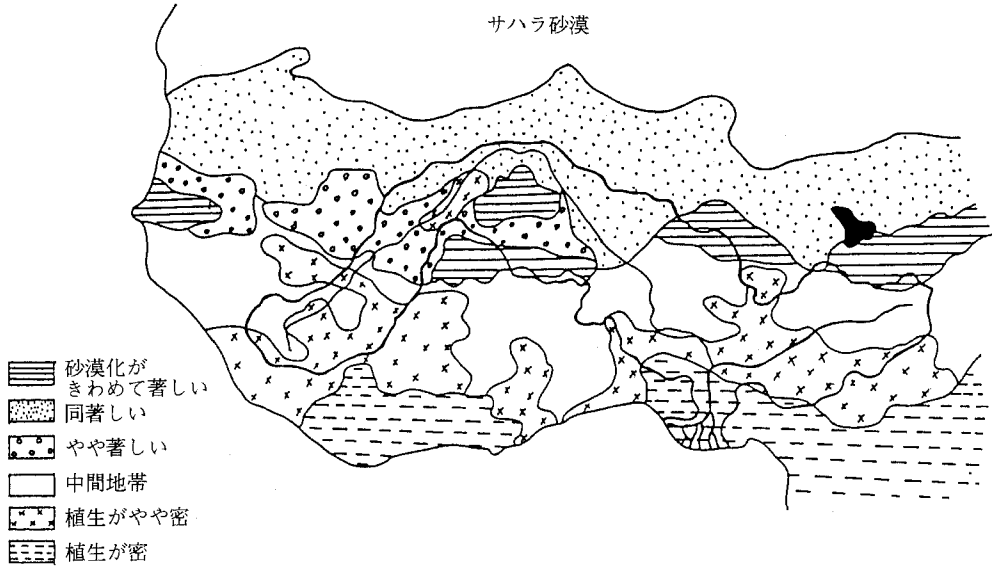 サハラ砂漠
砂漠化が
きわめて著しい
同著しい
やや著しい
中間地帯
植生がやや密
植生が密